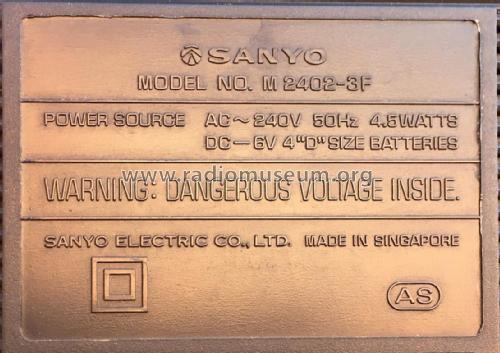 SANYO
MODEL NO. M 2402-3F
POWER SOURCE AC~240V 50Hz 4.5WATTS
DC—6V 4"D"SIZE BATTERIES
www.radiomuseum.org
WARNING: DANGEROUS VOLTAGE INSIDE.
SANYO ELECTRIC CO., LTD. MADE IN SINGAPORE
AS